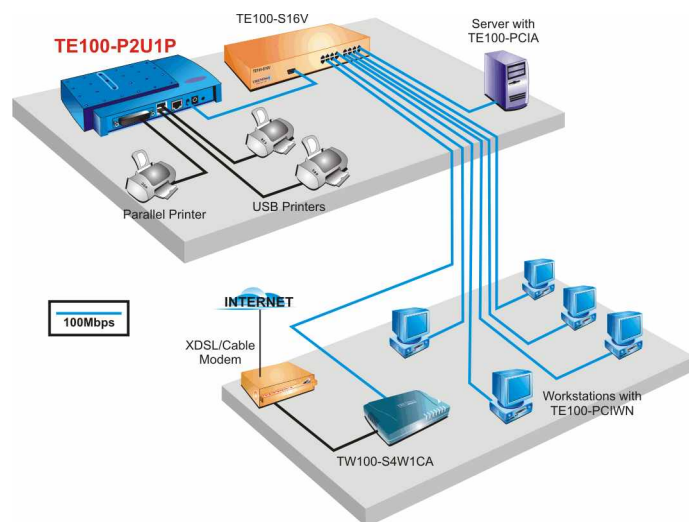 TE100-S16V
TE100-P2U1P
Server with
TE100-PCIA
Parallel Printer
USB Printers
INTERNET
100Mbps
XDSL/Cable
Modem
Workstations with
TE100-PCIWN
TW100-S4W1CA